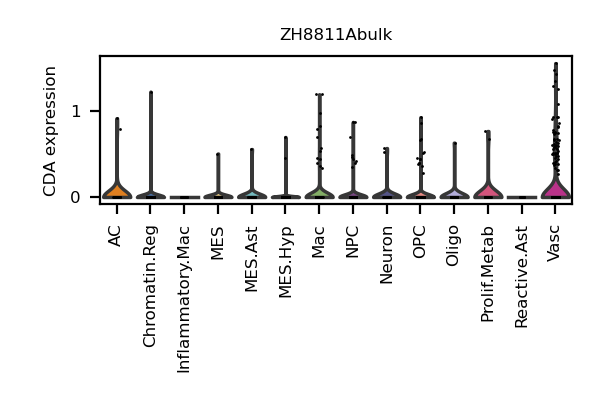 ZH8811Abulk
CDA expression
1
0
AC
Chromatin.Reg
Inflammatory.Mac
MES
MES.Ast
MES.Hyp
Mac
NPC
Neuron
OPC
Oligo
Prolif.Metab
Reactive.Ast
Vasc